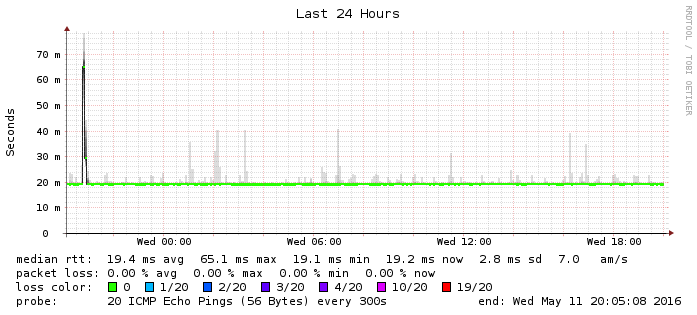 Last 24 Hours
RRDTOOL / TOBI OETIKER
Seconds
70 m
60 m
50 m
40 m
30 m
20 m
10 m
0
Wed 00:00 Wed 06:00 Wed 12:00 Wed 18:00
median rtt: 19.4 ms avg 65.1 ms max 19.1 ms min 19.2 ms now 2.8 ms sd 7.0 am/s
packet loss: 0.00 % avg 0.00 % max 0.00 % min 0.00 % now
loss color: 0 1/20 2/20 3/20 4/20 10/20 19/20
probe: 20 ICMP Echo Pings (56 Bytes) every 300s end: Wed May 11 20:05:08 2016